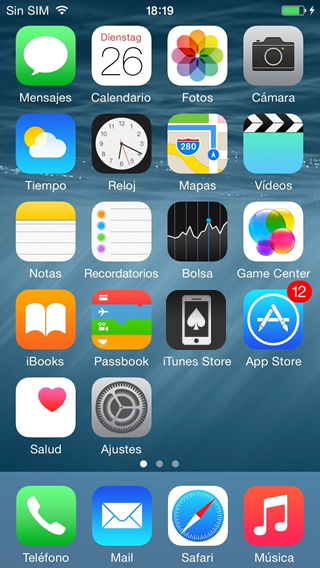 Sin SIM 18:19
Dienstag
26
280
12
Mensajes Calendario Fotos Cámara
Tiempo Reloj Mapas Vídeos
Notas Recordatorios Bolsa Game Center
iBooks Passbook iTunes Store App Store
Salud Ajustes
Teléfono Mail Safari Música